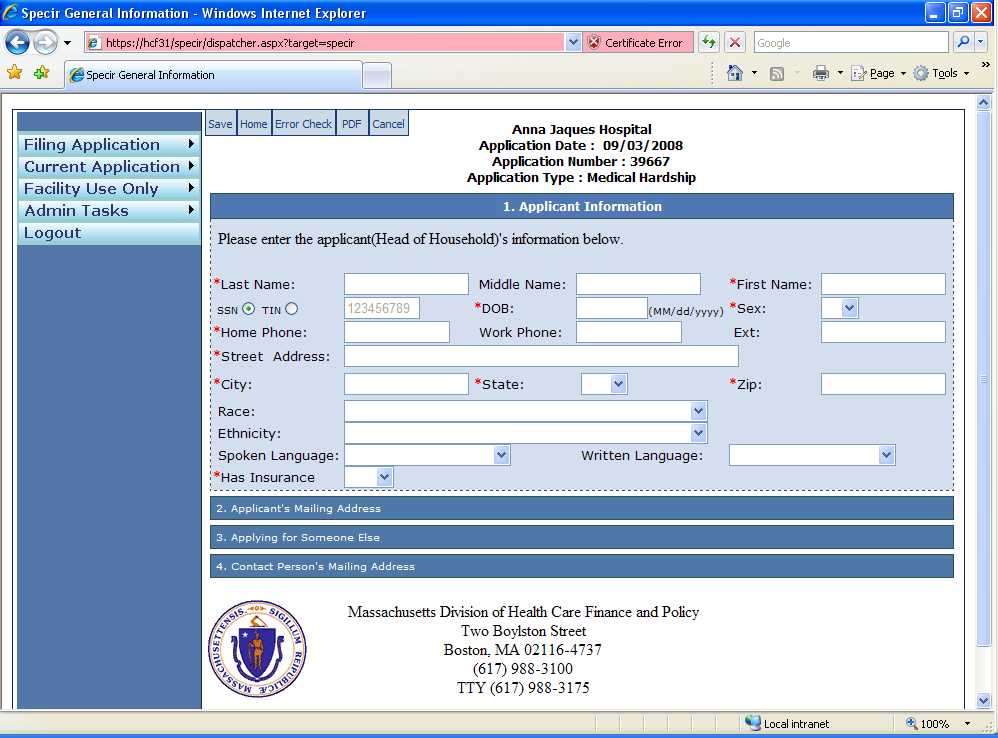 Specir General Information - Windows Internet Explorer
https://hcf31/specir/dispatcher.aspx?target=specir
Certificate Error
Google
Specir General Information
Page
Tools
»
Save Home Error Check PDF Cancel
Filing Application
Current Application
Facility Use Only
Admin Tasks
Logout
Anna Jaques Hospital
Application Date : 09/03/2008
Application Number : 39667
Application Type : Medical Hardship
1. Applicant Information
Please enter the applicant(Head of Household)'s information below.
*Last Name: Middle Name: *First Name:
SSN TIN 123456789 *DOB: (MM/dd/yyyy) *Sex:
*Home Phone: Work Phone: Ext:
*Street Address:
*City: *State: *Zip:
Race:
Ethnicity:
Spoken Language: Written Language:
*Has Insurance
2. Applicant's Mailing Address
3. Applying for Someone Else
4. Contact Person's Mailing Address
Massachusetts Division of Health Care Finance and Policy
Two Boylston Street
Boston, MA 02116-4737
(617) 988-3100
TTY (617) 988-3175
Local intranet
100%